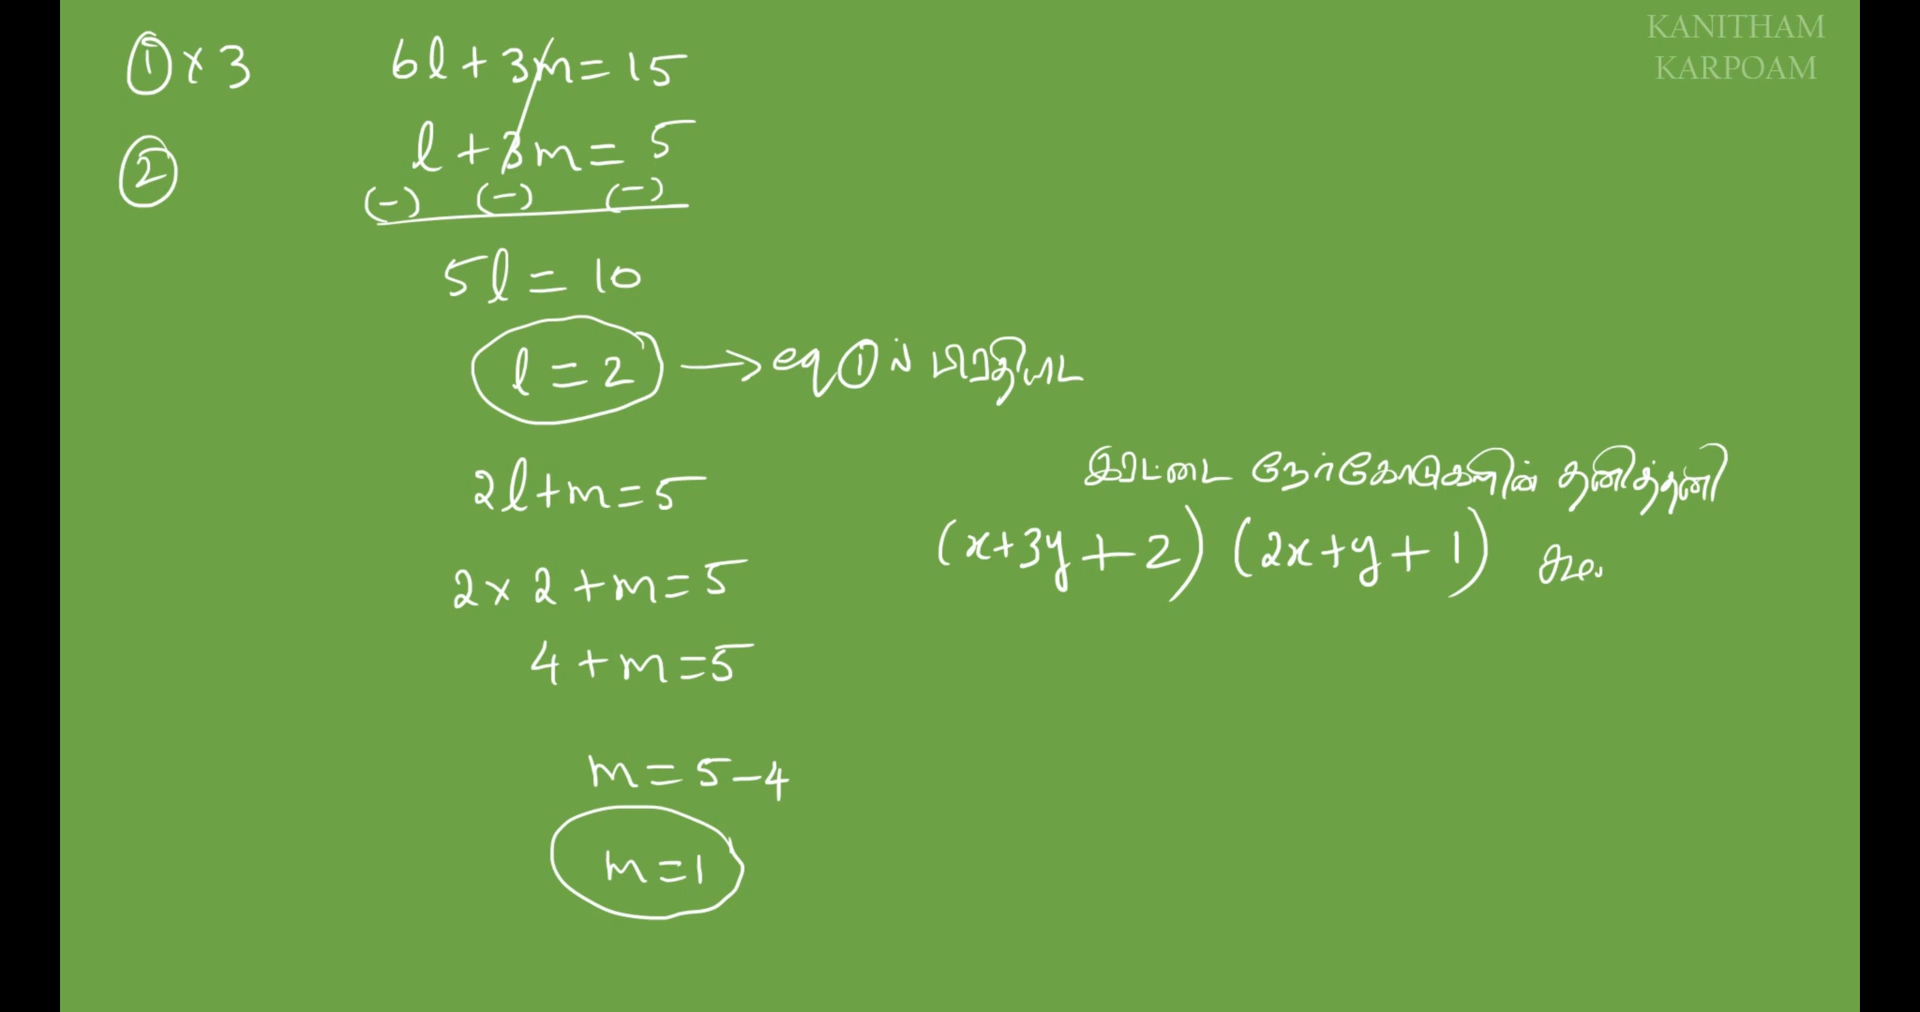 KANITHAM
KARPOAM
① × 3 6l + 3m = 15
② l + 3m = 5
(-) (-) (-)
5l = 10
l = 2 → eq ① ல் பிரதியிட
2l + m = 5
2 × 2 + m = 5
4 + m = 5
m = 5 - 4
m = 1
இரட்டை நேர்கோடுகளின் தனித்தனி
(x + 3y + 2) (2x + y + 1) சம.